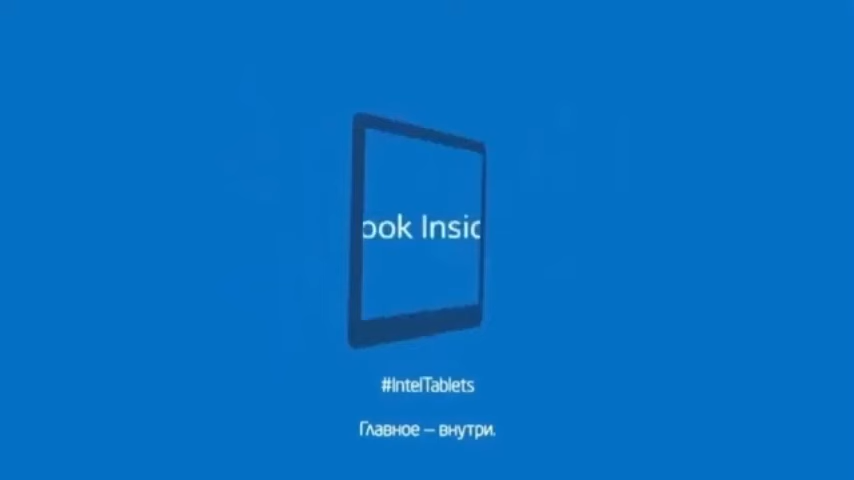 ook Insic
#IntelTablets
Главное – внутри.